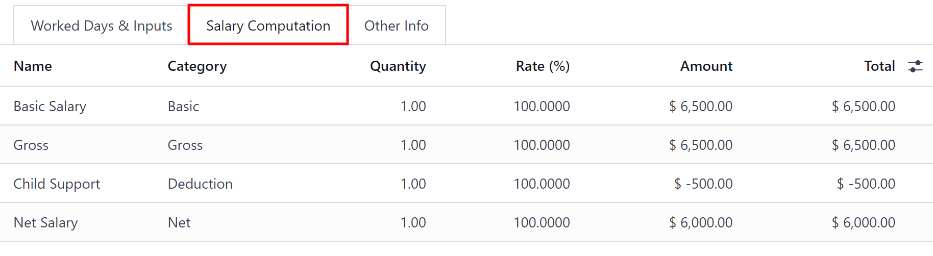 Worked Days & Inputs Salary Computation Other Info
Name Category Quantity Rate (%) Amount Total
Basic Salary Basic 1.00 100.0000 $ 6,500.00 $ 6,500.00
Gross Gross 1.00 100.0000 $ 6,500.00 $ 6,500.00
Child Support Deduction 1.00 100.0000 $ -500.00 $ -500.00
Net Salary Net 1.00 100.0000 $ 6,000.00 $ 6,000.00